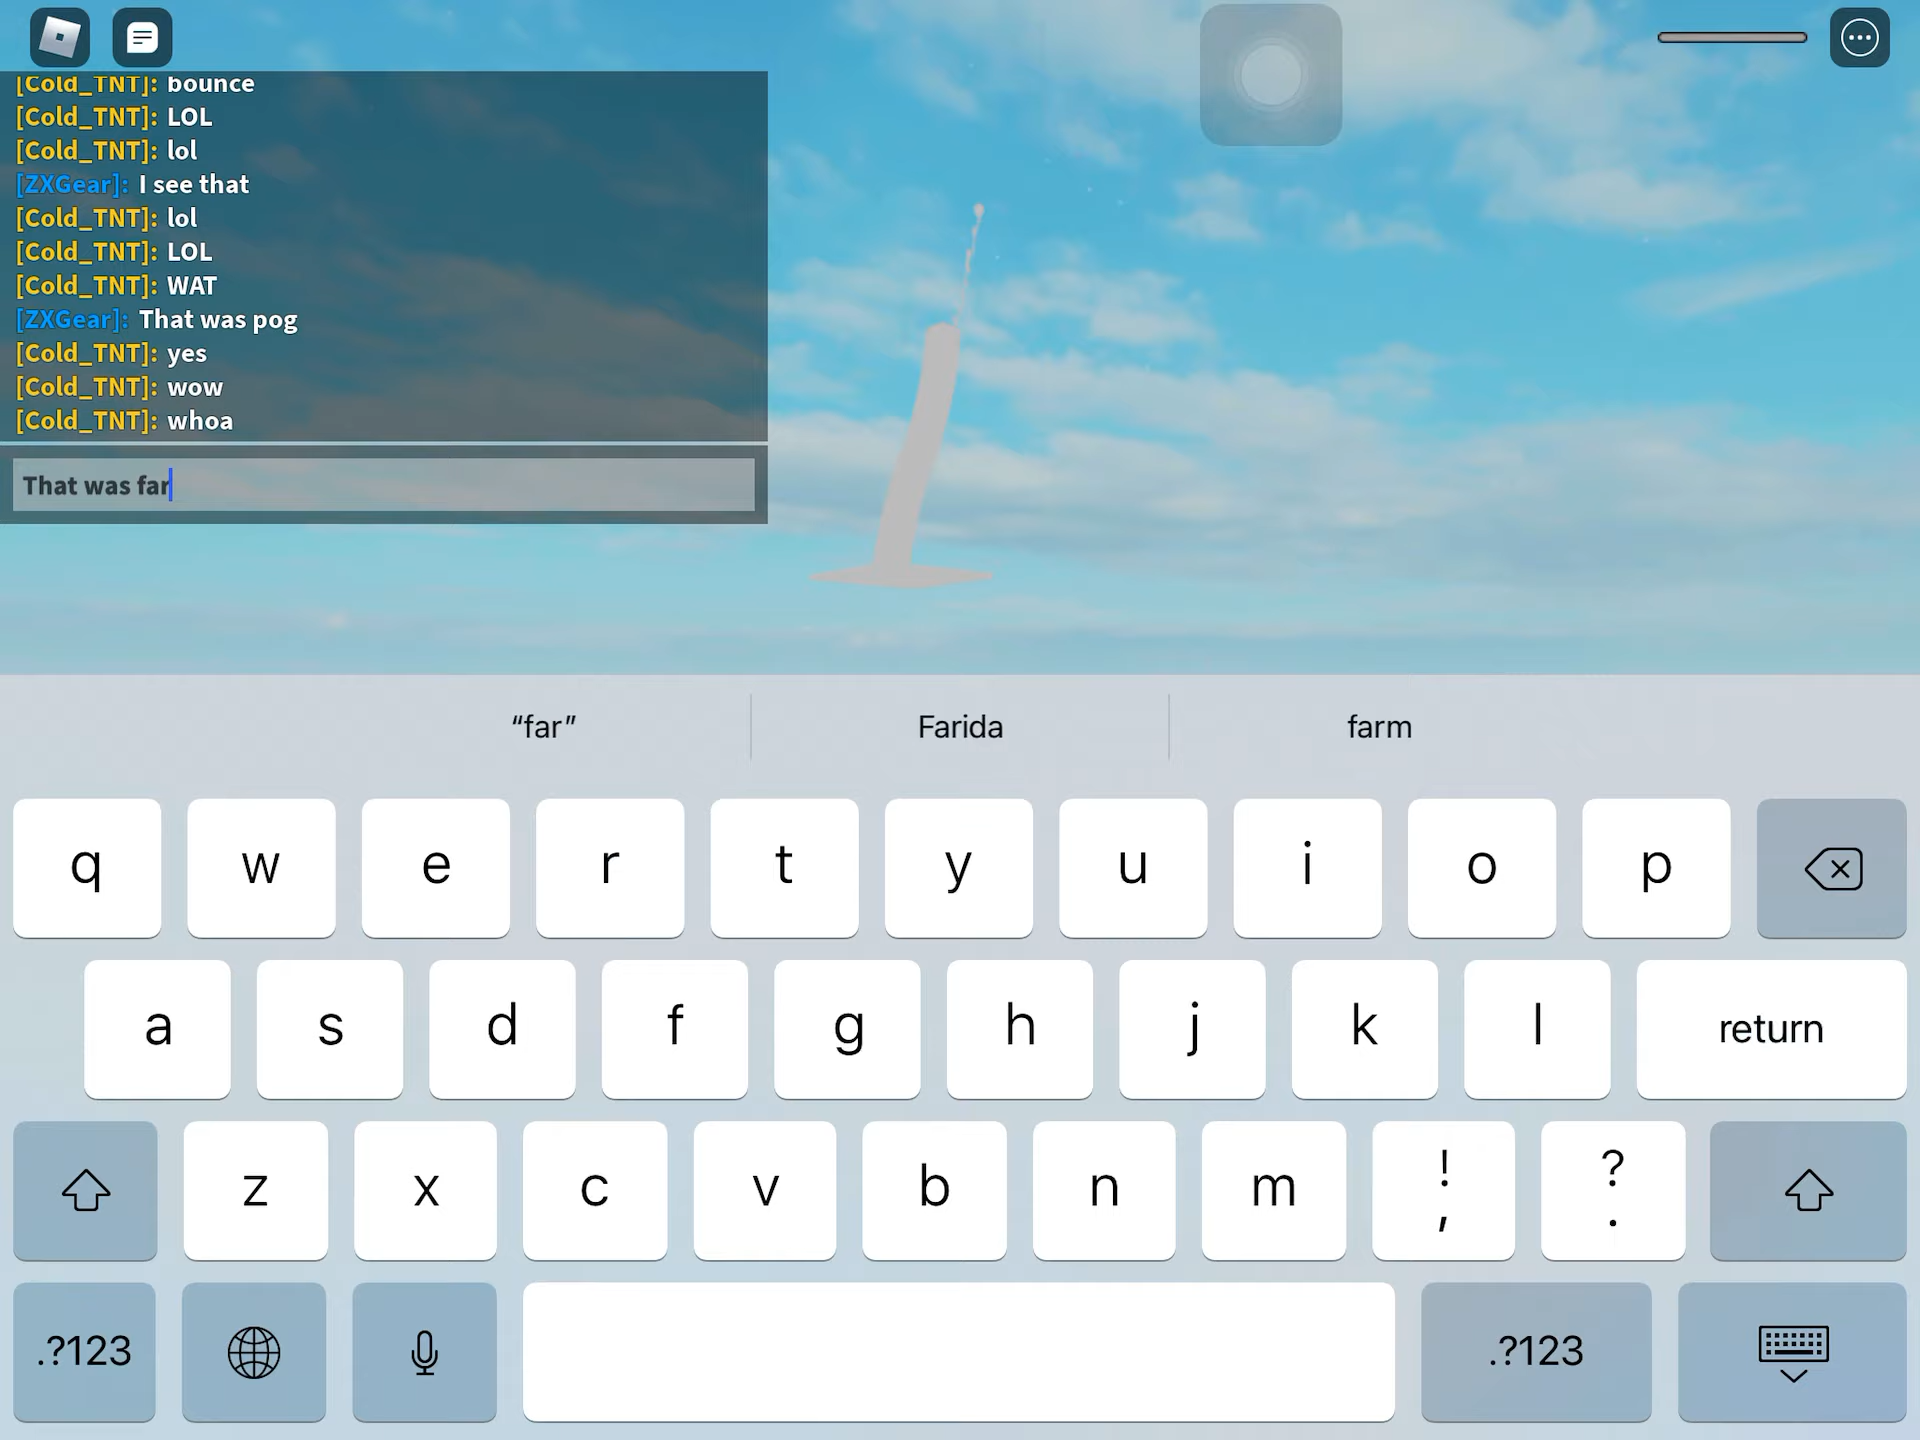 [Cold_TNT]: bounce
[Cold_TNT]: LOL
[Cold_TNT]: lol
[ZXGear]: I see that
[Cold_TNT]: lol
[Cold_TNT]: LOL
[Cold_TNT]: WAT
[ZXGear]: That was pog
[Cold_TNT]: yes
[Cold_TNT]: wow
[Cold_TNT]: whoa
That was far
“far” Farida farm
q w e r t y u i o p
a s d f g h j k l return
z x c v b n m ! , ? .
.?123 .?123